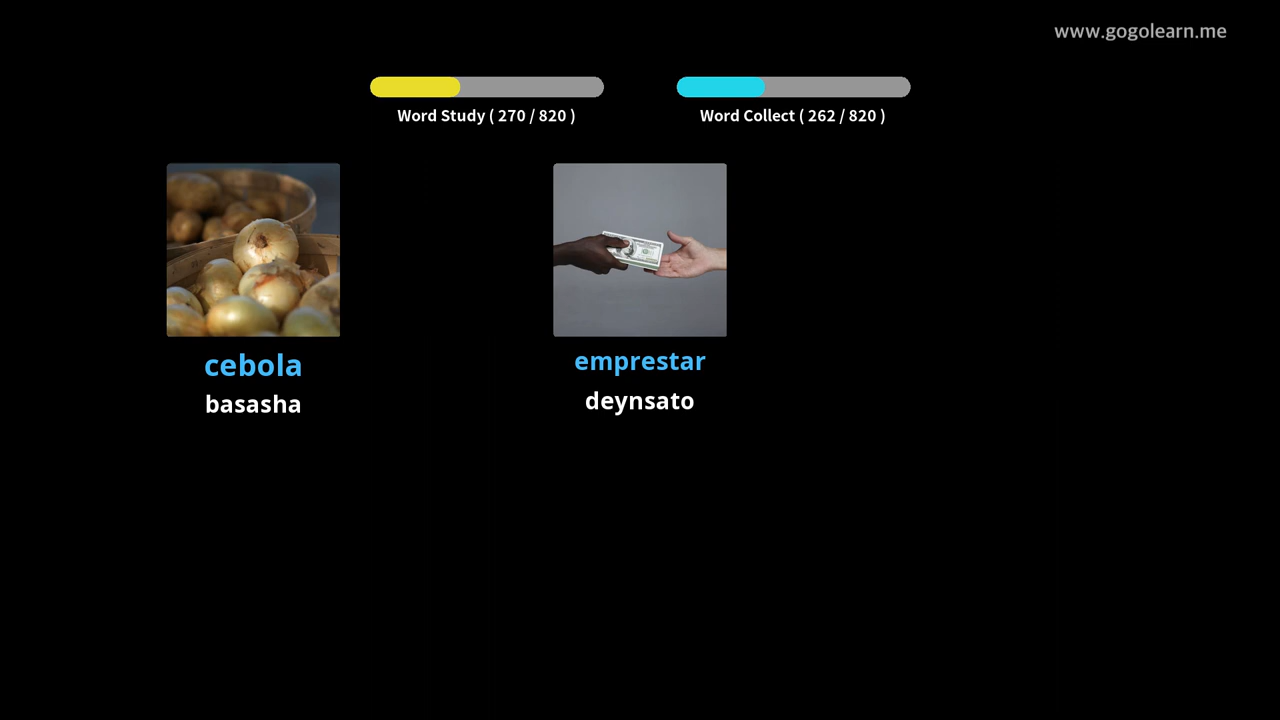 www.gogolearn.me
Word Study ( 270 / 820 )
Word Collect ( 262 / 820 )
cebola
basasha
emprestar
deynsato